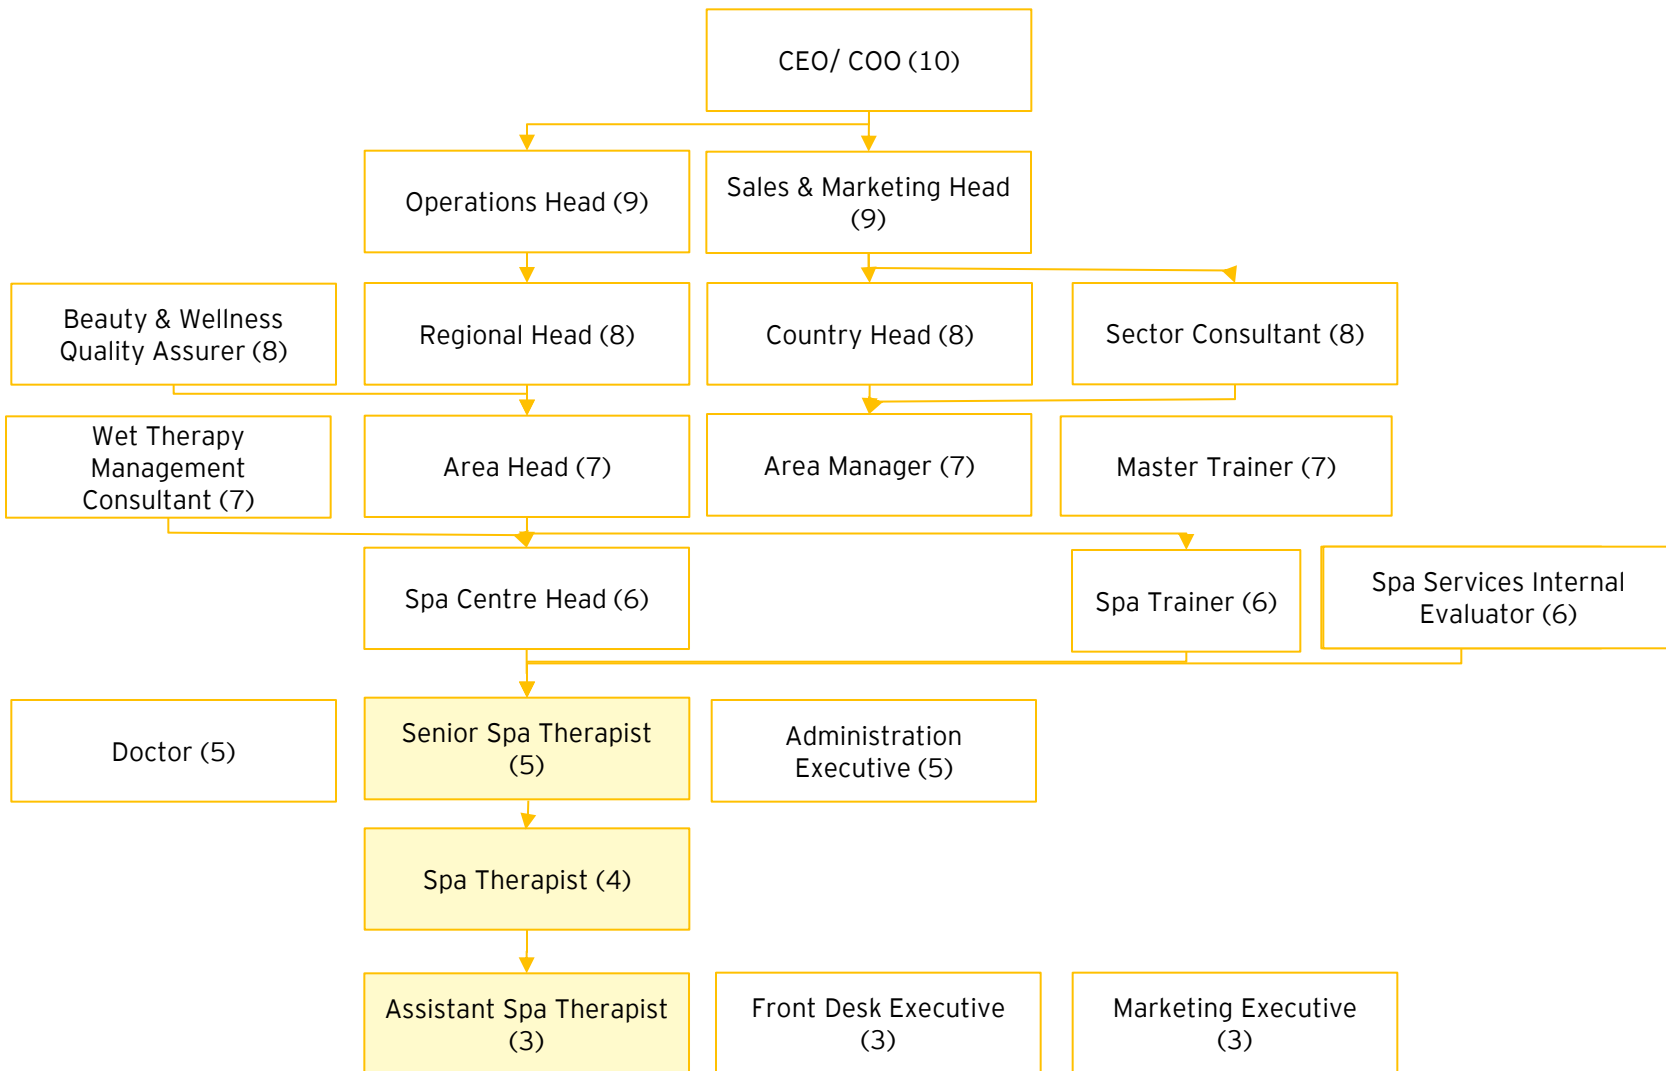 CEO/ COO (10)
Operations Head (9)
Sales & Marketing Head
(9)
Beauty & Wellness
Quality Assurer (8)
Regional Head (8)
Country Head (8)
Sector Consultant (8)
Wet Therapy
Management
Consultant (7)
Area Head (7)
Area Manager (7)
Master Trainer (7)
Spa Centre Head (6)
Spa Trainer (6)
Spa Services Internal
Evaluator (6)
Doctor (5)
Senior Spa Therapist
(5)
Administration
Executive (5)
Spa Therapist (4)
Assistant Spa Therapist
(3)
Front Desk Executive
(3)
Marketing Executive
(3)